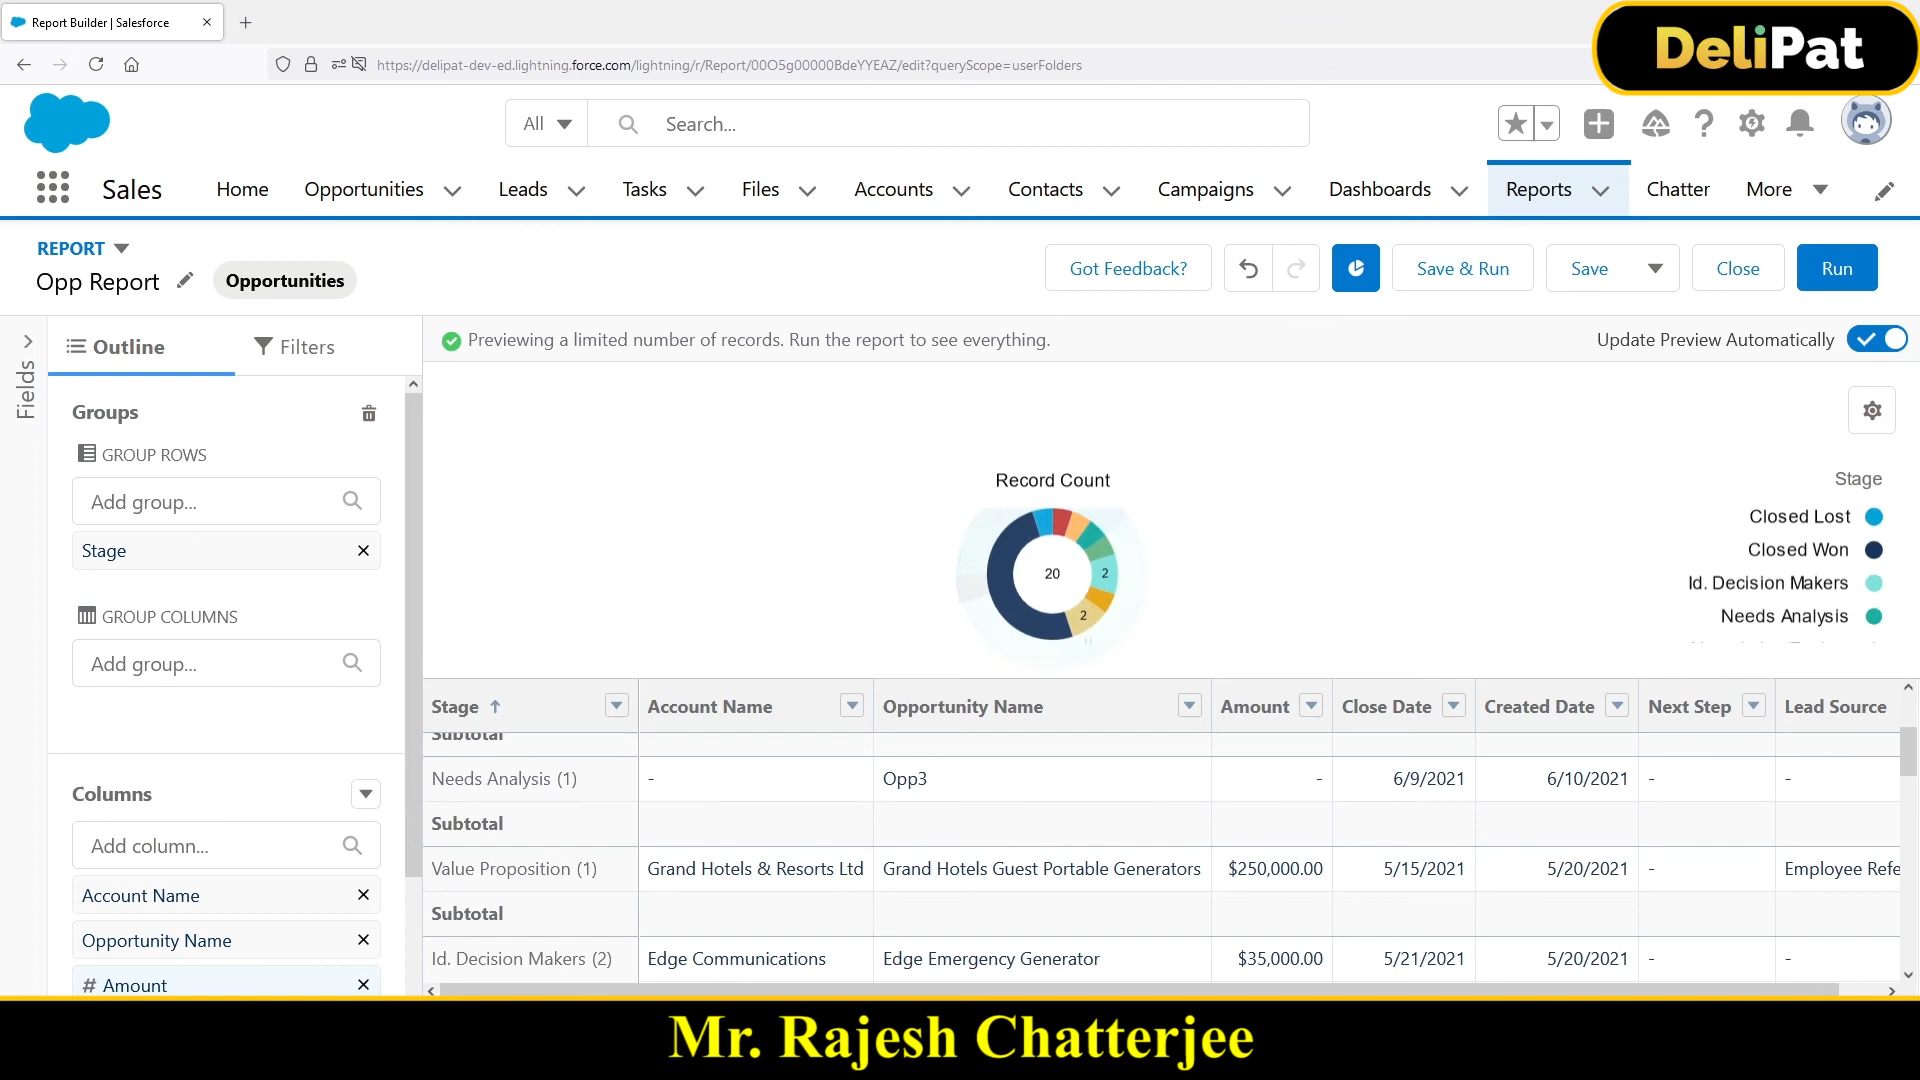 Report Builder | Salesforce
https://delipat-dev-ed.lightning.force.com/lightning/r/Report/00O5g00000BdeYYEAZ/edit?queryScope=userFolders
DeliPat
All
Search...
Sales
Home
Opportunities
Leads
Tasks
Files
Accounts
Contacts
Campaigns
Dashboards
Reports
Chatter
More
REPORT
Opp Report
Opportunities
Got Feedback?
Save & Run
Save
Close
Run
Fields
Outline
Filters
Previewing a limited number of records. Run the report to see everything.
Update Preview Automatically
Groups
GROUP ROWS
Add group...
Stage
GROUP COLUMNS
Add group...
Columns
Add column...
Account Name
Opportunity Name
# Amount
Record Count
20
2
2
Stage
Closed Lost
Closed Won
Id. Decision Makers
Needs Analysis
Stage Account Name Opportunity Name Amount Close Date Created Date Next Step Lead Source
Subtotal
Needs Analysis (1) - Opp3 - 6/9/2021 6/10/2021 - -
Subtotal
Value Proposition (1) Grand Hotels & Resorts Ltd Grand Hotels Guest Portable Generators $250,000.00 5/15/2021 5/20/2021 - Employee Refe
Subtotal
Id. Decision Makers (2) Edge Communications Edge Emergency Generator $35,000.00 5/21/2021 5/20/2021 - -
Mr. Rajesh Chatterjee